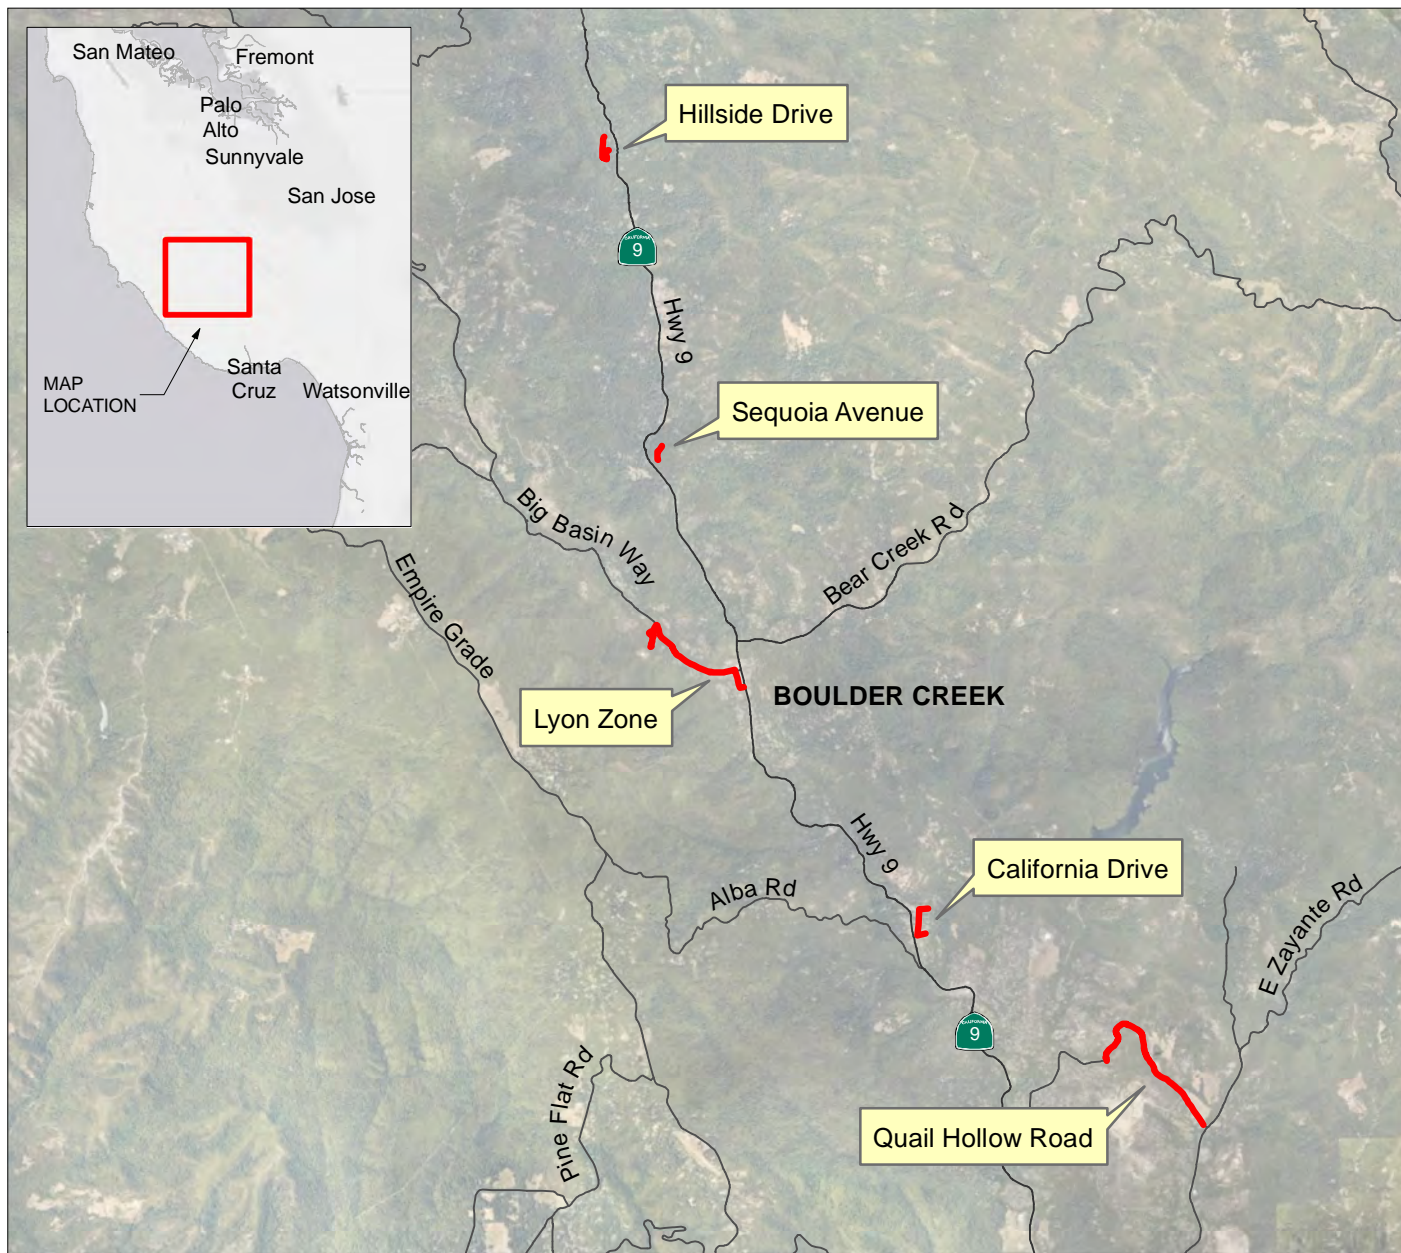 San Mateo
Fremont
Palo
Alto
Sunnyvale
San Jose
MAP
LOCATION
Santa
Cruz
Watsonville
Hillside Drive
CALIFORNIA
9
Hwy 9
Sequoia Avenue
Big Basin Way
Bear Creek Rd
Empire Grade
BOULDER CREEK
Lyon Zone
Hwy 9
California Drive
Alba Rd
E Zayante Rd
CALIFORNIA
9
Pine Flat Rd
Quail Hollow Road